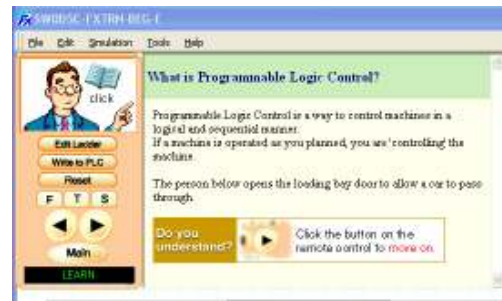 SW0D5C-FXTRN-BEG-E
File Edit Simulation Tools Help
click
Edit Ladder
Write to PLC
Reset
F T S
Main
LEARN
What is Programmable Logic Control?
Programmable Logic Control is a way to control machines in a
logical and sequential manner.
If a machine is operated as you planned, you are 'controlling' the
machine.
The person below opens the loading bay door to allow a car to pass
through.
Do you
understand?
Click the button on the
remote control to move on.